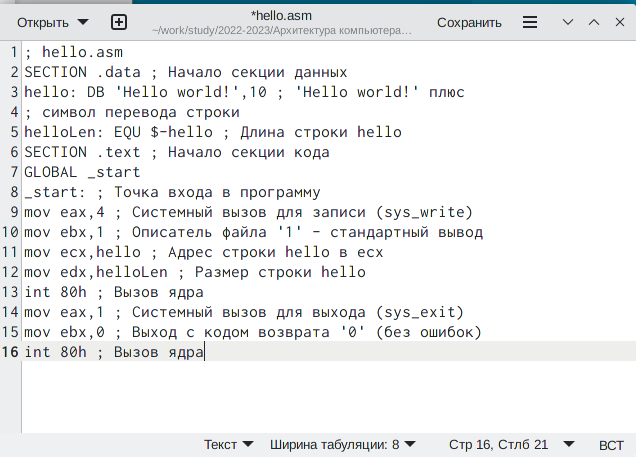 Открыть
*hello.asm
~/work/study/2022-2023/Архитектура компьютера...
Сохранить
1 ; hello.asm
2 SECTION .data ; Начало секции данных
3 hello: DB 'Hello world!',10 ; 'Hello world!' плюс
4 ; символ перевода строки
5 helloLen: EQU $-hello ; Длина строки hello
6 SECTION .text ; Начало секции кода
7 GLOBAL _start
8 _start: ; Точка входа в программу
9 mov eax,4 ; Системный вызов для записи (sys_write)
10 mov ebx,1 ; Описатель файла '1' - стандартный вывод
11 mov ecx,hello ; Адрес строки hello в ecx
12 mov edx,helloLen ; Размер строки hello
13 int 80h ; Вызов ядра
14 mov eax,1 ; Системный вызов для выхода (sys_exit)
15 mov ebx,0 ; Выход с кодом возврата '0' (без ошибок)
16 int 80h ; Вызов ядра
Текст Ширина табуляции: 8 Стр 16, Стлб 21 ВСТ